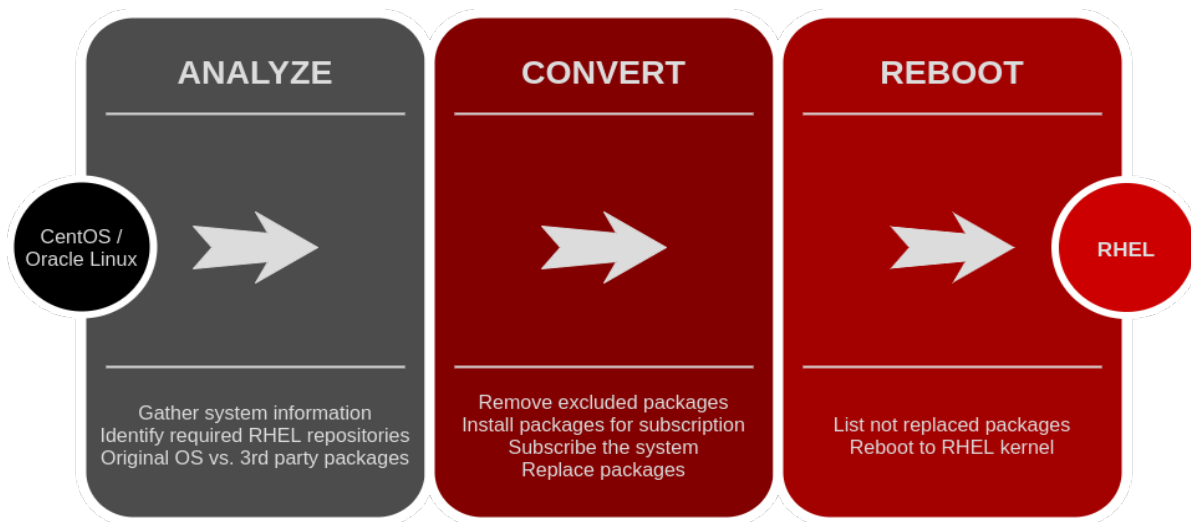 ANALYZE
CONVERT
REBOOT
CentOS /
Oracle Linux
RHEL
Gather system information
Identify required RHEL repositories
Original OS vs. 3rd party packages
Remove excluded packages
Install packages for subscription
Subscribe the system
Replace packages
List not replaced packages
Reboot to RHEL kernel